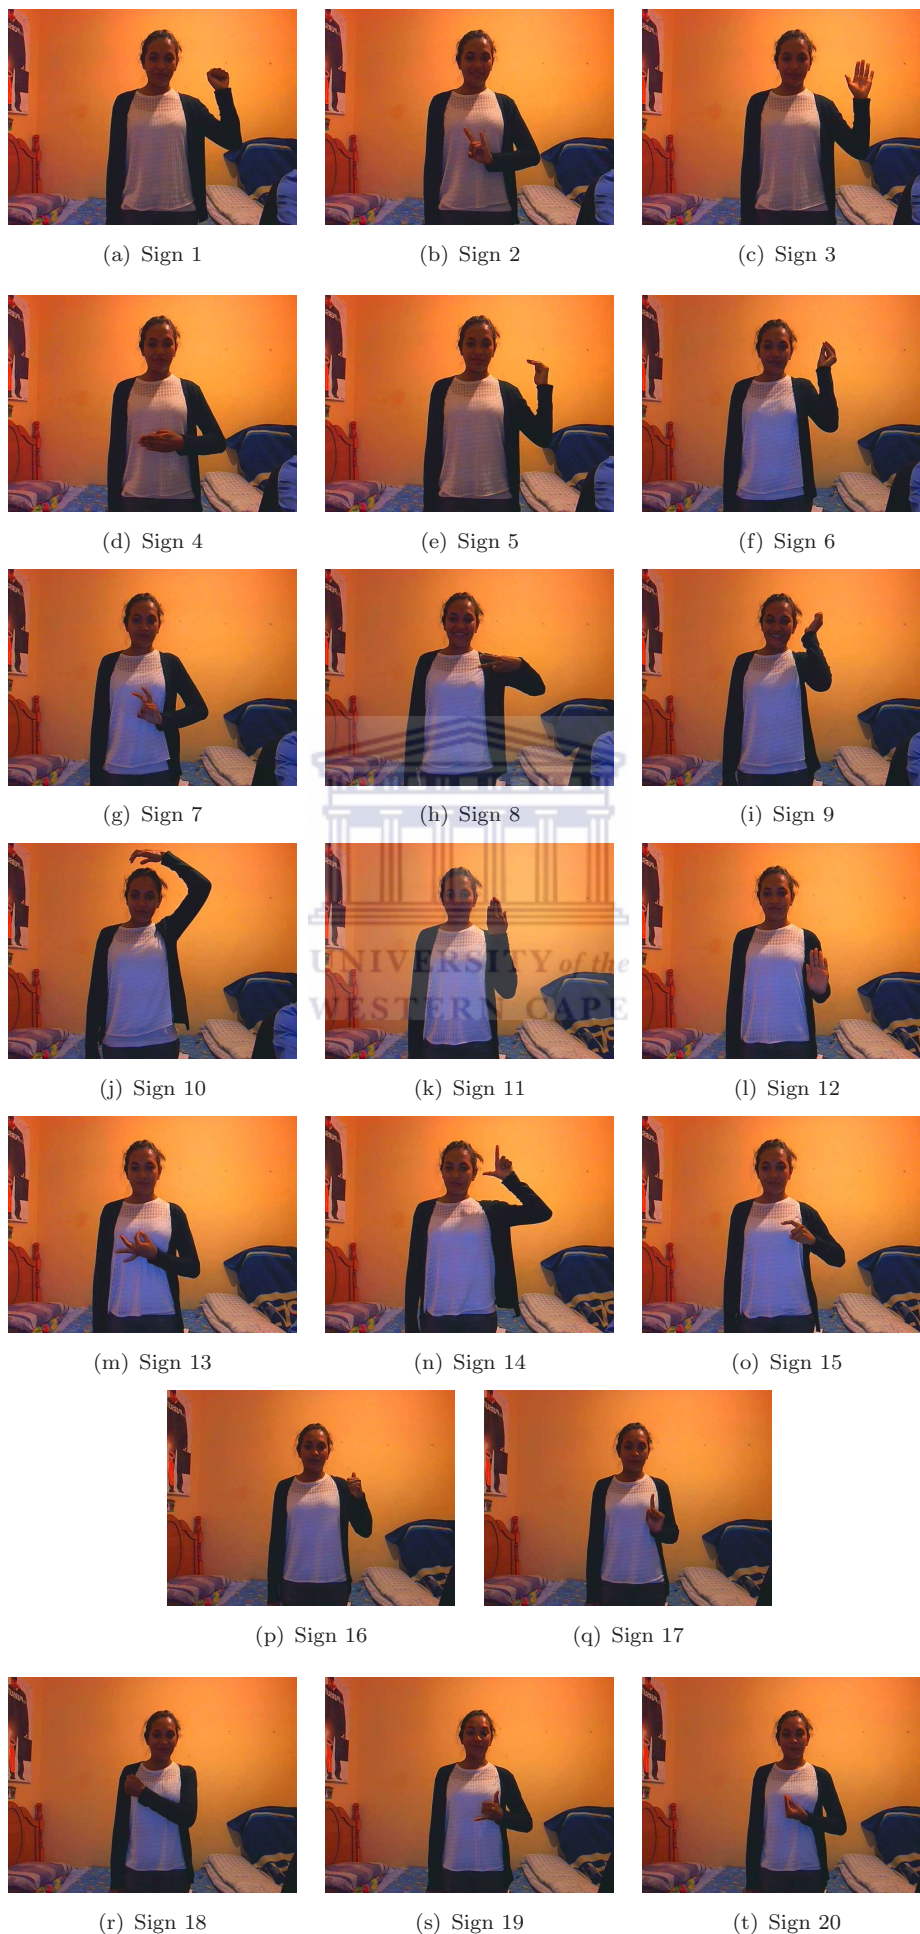 (a) Sign 1
(b) Sign 2
(c) Sign 3
(d) Sign 4
(e) Sign 5
(f) Sign 6
(g) Sign 7
(h) Sign 8
(i) Sign 9
UNIVERSITY of the
WESTERN CAPE
(j) Sign 10
(k) Sign 11
(l) Sign 12
(m) Sign 13
(n) Sign 14
(o) Sign 15
(p) Sign 16
(q) Sign 17
(r) Sign 18
(s) Sign 19
(t) Sign 20